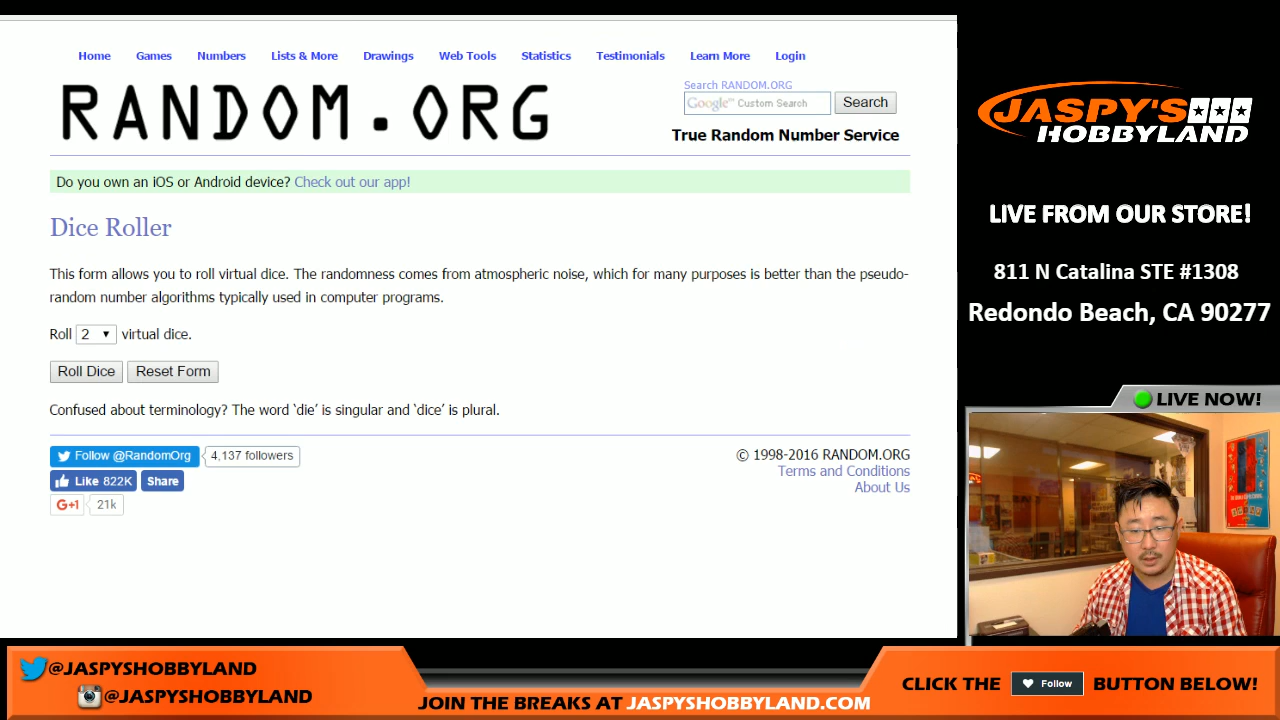 Home Games Numbers Lists & More Drawings Web Tools Statistics Testimonials Learn More Login
RANDOM.ORG
Search RANDOM.ORG
Google™ Custom Search Search
True Random Number Service
Do you own an iOS or Android device? Check out our app!
Dice Roller
This form allows you to roll virtual dice. The randomness comes from atmospheric noise, which for many purposes is better than the pseudo-
random number algorithms typically used in computer programs.
Roll 2 virtual dice.
Roll Dice Reset Form
Confused about terminology? The word ‘die’ is singular and ‘dice’ is plural.
Follow @RandomOrg 4,137 followers
Like 822K Share
G+1 21k
© 1998-2016 RANDOM.ORG
Terms and Conditions
About Us
JASPY'S
HOBBYLAND
LIVE FROM OUR STORE!
811 N Catalina STE #1308
Redondo Beach, CA 90277
LIVE NOW!
@JASPYSHOBBYLAND
@JASPYSHOBBYLAND
JOIN THE BREAKS AT JASPYSHOBBYLAND.COM
CLICK THE Follow BUTTON BELOW!